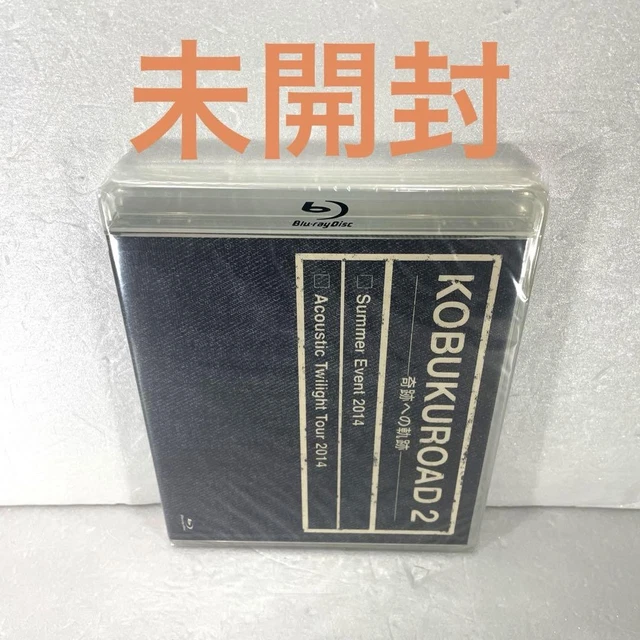 未開封
Blu-ray Disc
KOBUKUROAD 2
奇跡への軌跡
Summer Event 2014
Acoustic Twilight Tour 2014